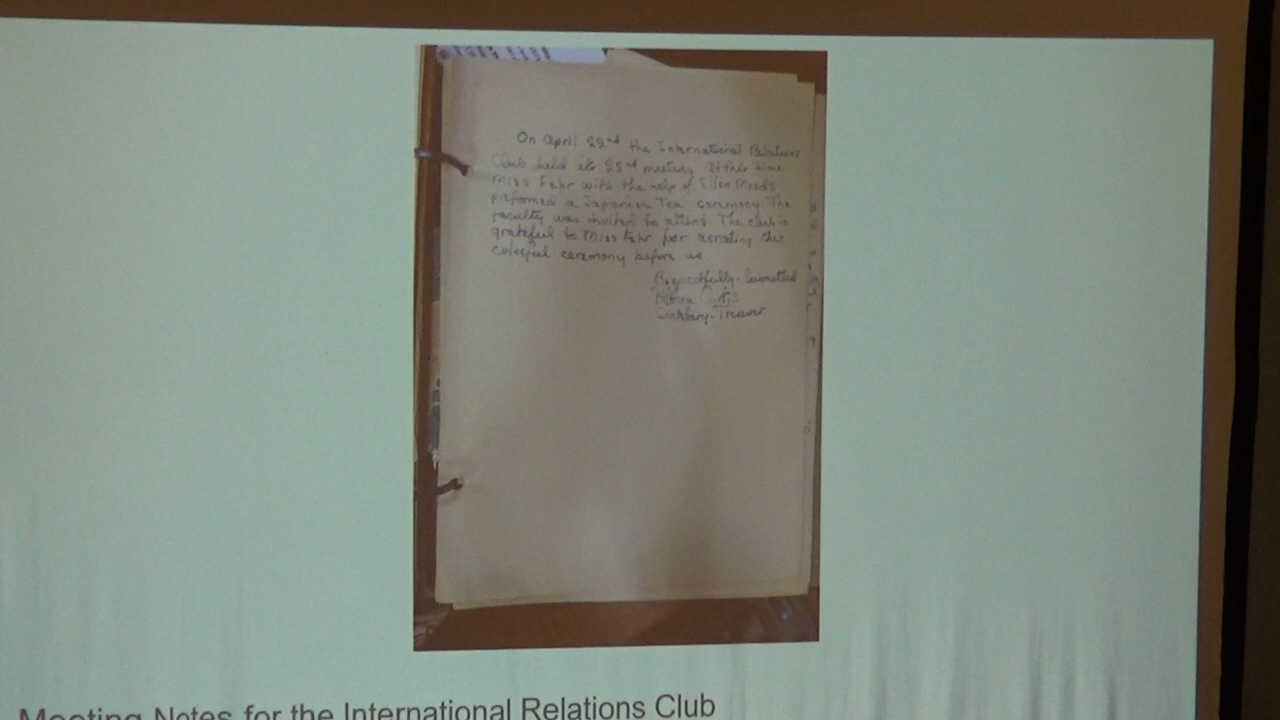 On April 22nd the International Relations
Club held its 22nd meeting. At this time
Miss Fehr with the help of Ellen Meeds
preformed a Japanese Tea ceremony. The
faculty was invited to attend. The club is
grateful to Miss Fehr for this
colorful ceremony before us.
Respectfully Submitted
Curtis
Secretary-Treasurer
Meeting Notes for the International Relations Club